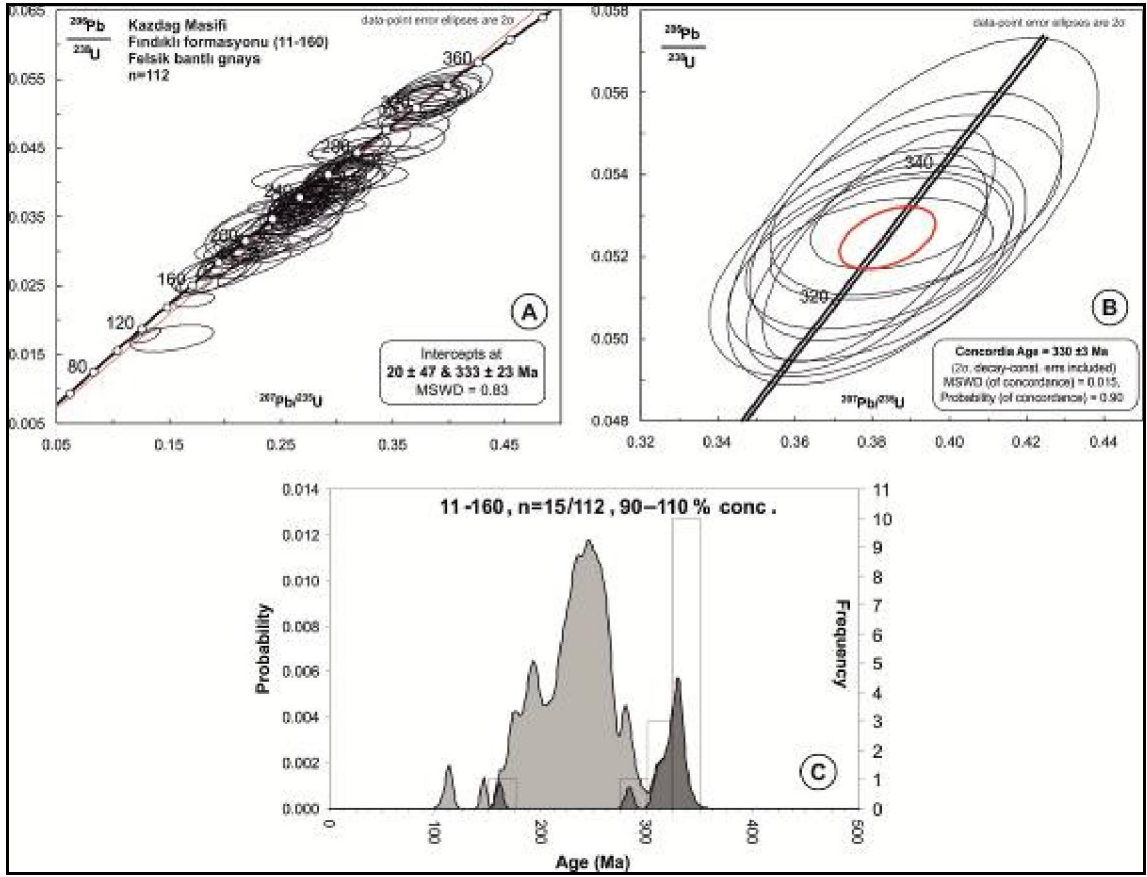 data-point error ellipses are 2σ
206Pb
238U
Kazdag Masifi
Fındıklı formasyonu (11-160)
Felsik bantlı gnays
n=112
0.065
0.055
0.045
0.035
0.025
0.015
0.005
360
280
240
200
160
120
80
A
Intercepts at
20 ± 47 & 333 ± 23 Ma
MSWD = 0.83
207Pb/235U
0.05
0.15
0.25
0.35
0.45
data-point error ellipses are 2σ
206Pb
238U
0.058
0.056
0.054
0.052
0.050
0.048
340
320
B
Concordia Age = 330 ±3 Ma
(2σ, decay-const. errs included)
MSWD (of concordance) = 0.015,
Probability (of concordance) = 0.90
207Pb/235U
0.32
0.34
0.36
0.38
0.40
0.42
0.44
11-160, n=15/112, 90–110 % conc.
Probability
0.014
0.012
0.010
0.008
0.006
0.004
0.002
0.000
Frequency
11
10
9
8
7
6
5
4
3
2
1
0
C
0
100
200
300
400
500
Age (Ma)